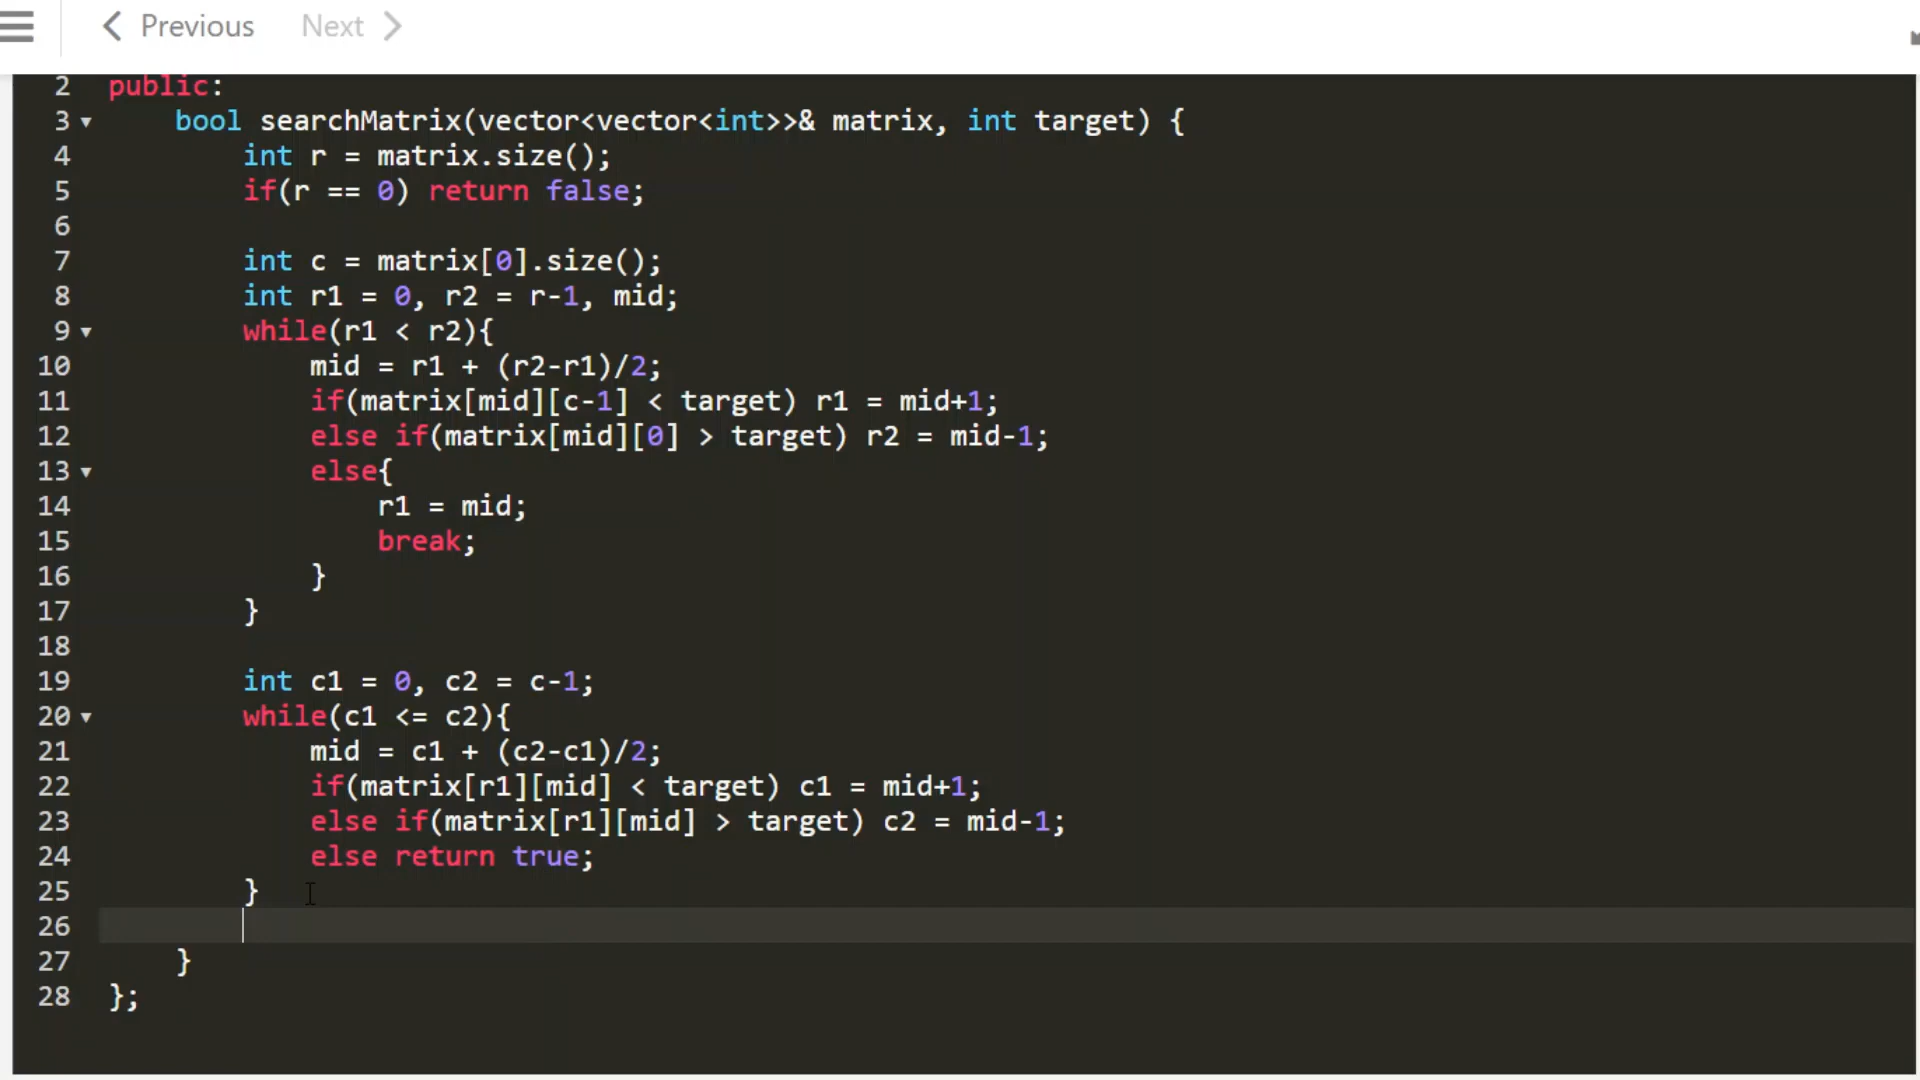 Previous Next
2 public:
3 bool searchMatrix(vector<vector<int>>& matrix, int target) {
4 int r = matrix.size();
5 if(r == 0) return false;
6
7 int c = matrix[0].size();
8 int r1 = 0, r2 = r-1, mid;
9 while(r1 < r2){
10 mid = r1 + (r2-r1)/2;
11 if(matrix[mid][c-1] < target) r1 = mid+1;
12 else if(matrix[mid][0] > target) r2 = mid-1;
13 else{
14 r1 = mid;
15 break;
16 }
17 }
18
19 int c1 = 0, c2 = c-1;
20 while(c1 <= c2){
21 mid = c1 + (c2-c1)/2;
22 if(matrix[r1][mid] < target) c1 = mid+1;
23 else if(matrix[r1][mid] > target) c2 = mid-1;
24 else return true;
25 }
26
27 }
28 };